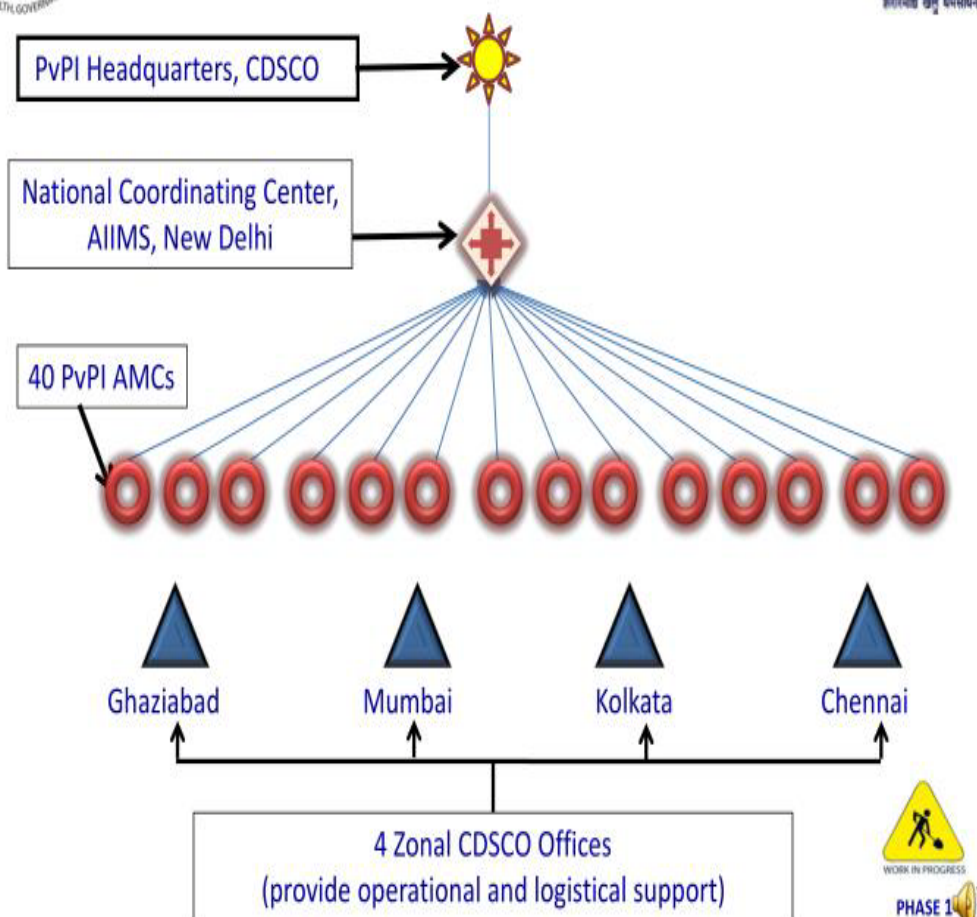 PvPI Headquarters, CDSCO
National Coordinating Center,
AIIMS, New Delhi
40 PvPI AMCs
Ghaziabad
Mumbai
Kolkata
Chennai
4 Zonal CDSCO Offices
(provide operational and logistical support)
WORK IN PROGRESS
PHASE 1